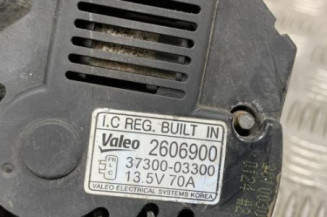 I.C REG. BUILT IN
Valeo 2606900
37300-03300
13.5V 70A
VALEO ELECTRICAL SYSTEMS KOREA